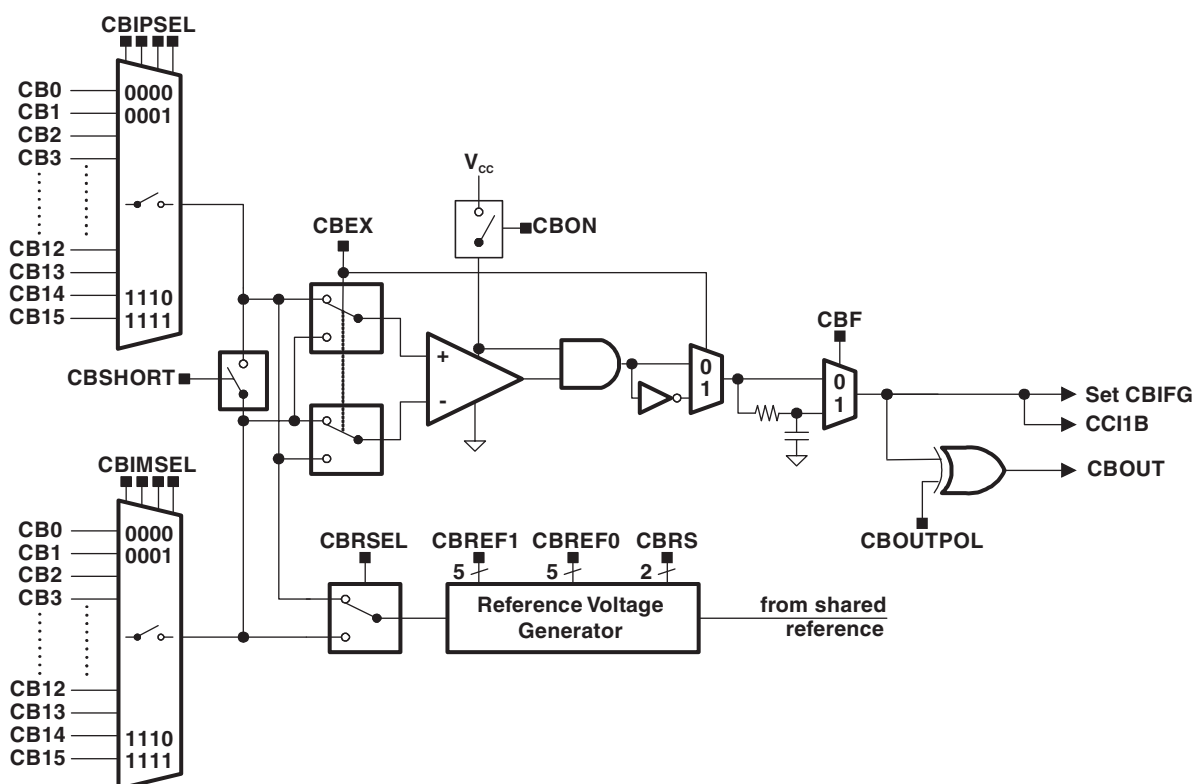 CBIPSEL
CB0
0000
CB1
0001
CB2
CB3
CB12
CB13
CB14
1110
CB15
1111
VCC
CBON
CBEX
CBSHORT
+
-
0
1
CBF
0
1
Set CBIFG
CCI1B
CBOUT
CBOUTPOL
CBIMSEL
CB0
0000
CB1
0001
CB2
CB3
CB12
CB13
CB14
1110
CB15
1111
CBRSEL
CBREF1
CBREF0
CBRS
5
5
2
Reference Voltage
Generator
from shared
reference